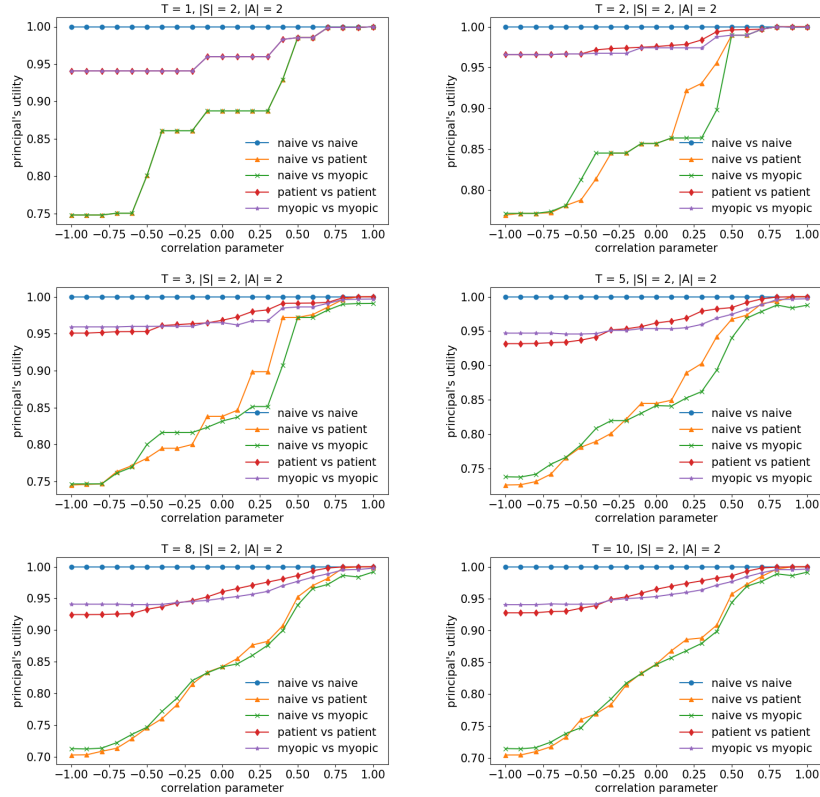 T = 1, |S| = 2, |A| = 2
principal's utility
1.00
0.95
0.90
0.85
0.80
0.75
naive vs naive
naive vs patient
naive vs myopic
patient vs patient
myopic vs myopic
−1.00 −0.75 −0.50 −0.25 0.00 0.25 0.50 0.75 1.00
correlation parameter
T = 2, |S| = 2, |A| = 2
principal's utility
1.00
0.95
0.90
0.85
0.80
naive vs naive
naive vs patient
naive vs myopic
patient vs patient
myopic vs myopic
−1.00 −0.75 −0.50 −0.25 0.00 0.25 0.50 0.75 1.00
correlation parameter
T = 3, |S| = 2, |A| = 2
principal's utility
1.00
0.95
0.90
0.85
0.80
0.75
naive vs naive
naive vs patient
naive vs myopic
patient vs patient
myopic vs myopic
−1.00 −0.75 −0.50 −0.25 0.00 0.25 0.50 0.75 1.00
correlation parameter
T = 5, |S| = 2, |A| = 2
principal's utility
1.00
0.95
0.90
0.85
0.80
0.75
naive vs naive
naive vs patient
naive vs myopic
patient vs patient
myopic vs myopic
−1.00 −0.75 −0.50 −0.25 0.00 0.25 0.50 0.75 1.00
correlation parameter
T = 8, |S| = 2, |A| = 2
principal's utility
1.00
0.95
0.90
0.85
0.80
0.75
0.70
naive vs naive
naive vs patient
naive vs myopic
patient vs patient
myopic vs myopic
−1.00 −0.75 −0.50 −0.25 0.00 0.25 0.50 0.75 1.00
correlation parameter
T = 10, |S| = 2, |A| = 2
principal's utility
1.00
0.95
0.90
0.85
0.80
0.75
0.70
naive vs naive
naive vs patient
naive vs myopic
patient vs patient
myopic vs myopic
−1.00 −0.75 −0.50 −0.25 0.00 0.25 0.50 0.75 1.00
correlation parameter